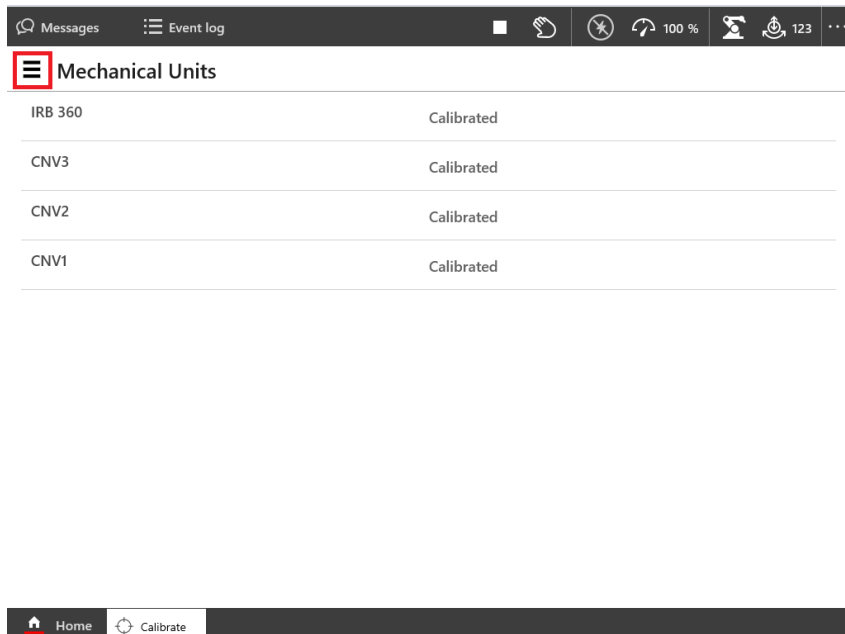 Messages Event log 100 % 123
Mechanical Units
IRB 360 Calibrated
CNV3 Calibrated
CNV2 Calibrated
CNV1 Calibrated
Home Calibrate